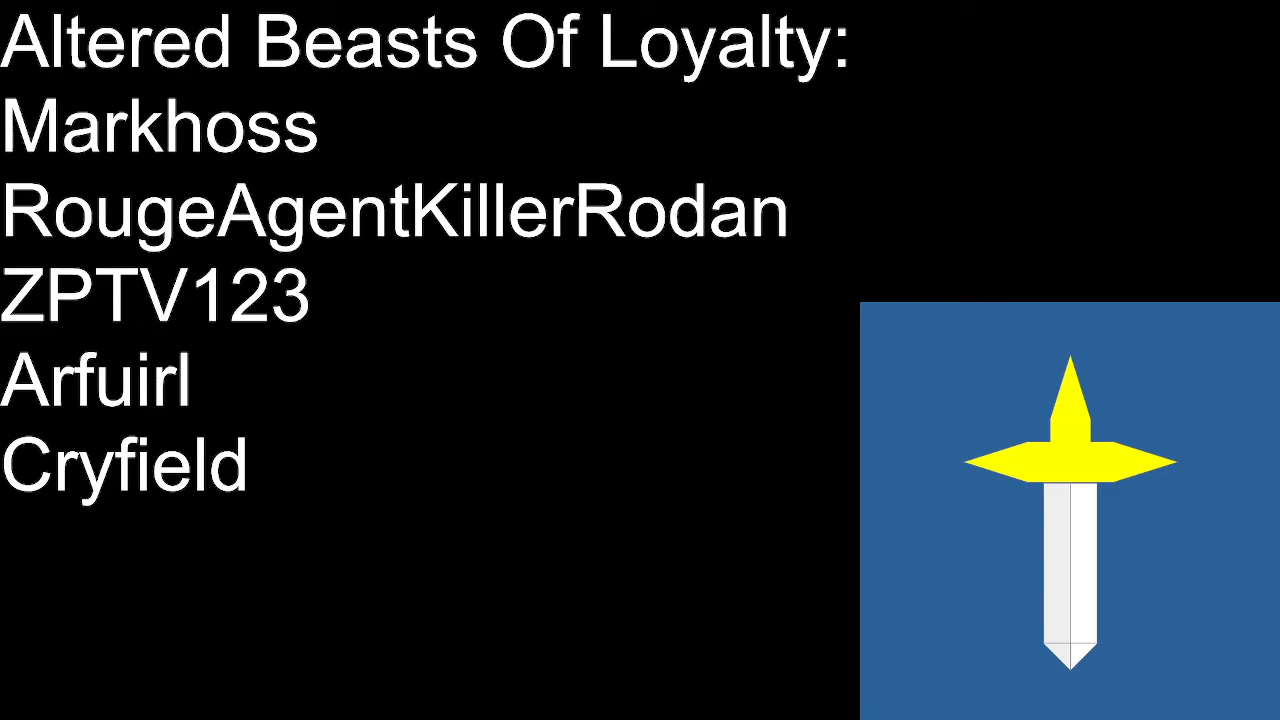 Altered Beasts Of Loyalty:
Markhoss
RougeAgentKillerRodan
ZPTV123
Arfuirl
Cryfield